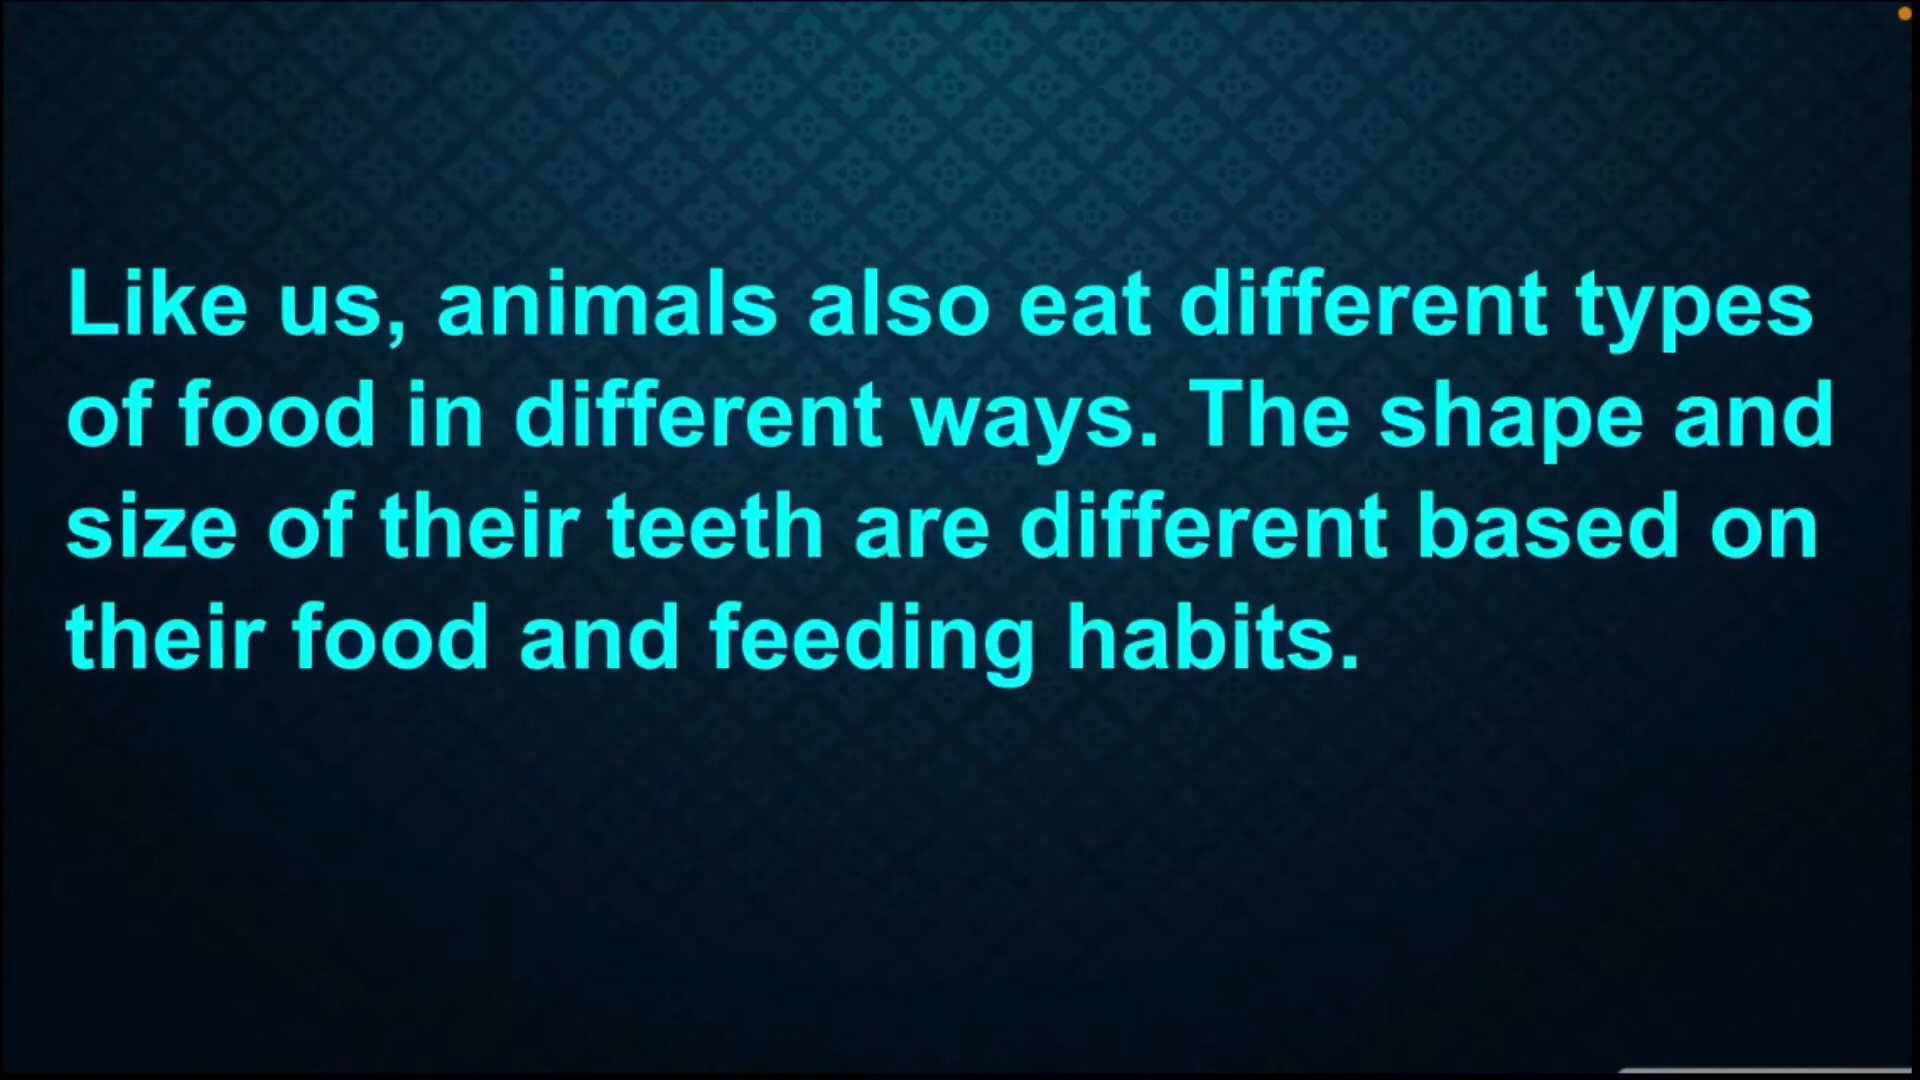 Like us, animals also eat different types
of food in different ways. The shape and
size of their teeth are different based on
their food and feeding habits.